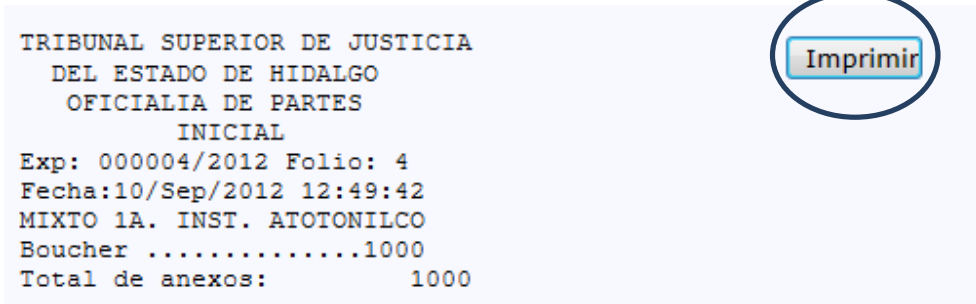 TRIBUNAL SUPERIOR DE JUSTICIA
DEL ESTADO DE HIDALGO
OFICIALIA DE PARTES
INICIAL
Exp: 000004/2012 Folio: 4
Fecha:10/Sep/2012 12:49:42
MIXTO 1A. INST. ATOTONILCO
Boucher ..............1000
Total de anexos: 1000
Imprimir